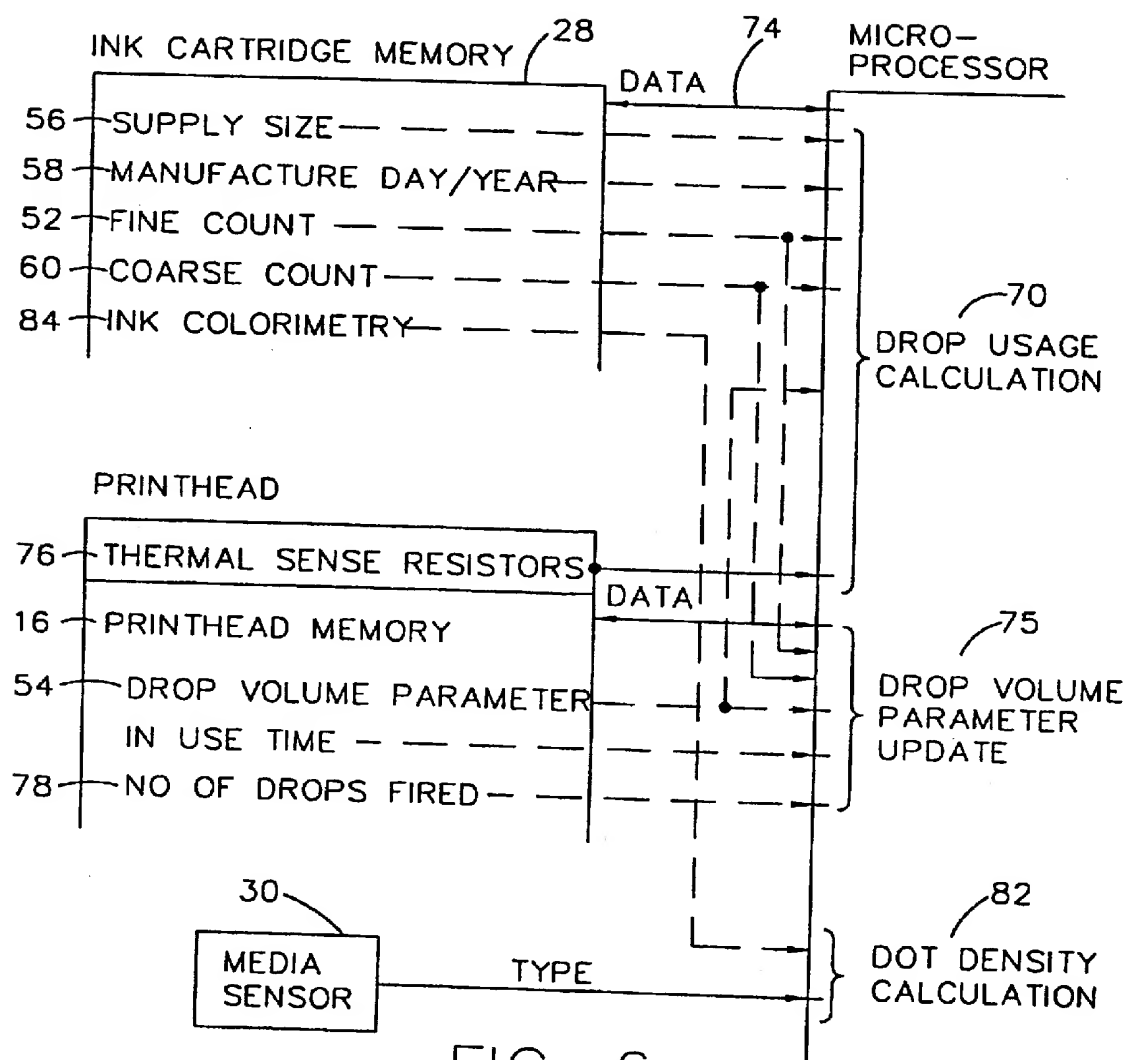 INK CARTRIDGE MEMORY
28
74
MICRO-
PROCESSOR
DATA
56 SUPPLY SIZE
58 MANUFACTURE DAY/YEAR
52 FINE COUNT
60 COARSE COUNT
84 INK COLORIMETRY
70
DROP USAGE
CALCULATION
PRINTHEAD
76 THERMAL SENSE RESISTORS
DATA
16 PRINTHEAD MEMORY
54 DROP VOLUME PARAMETER
IN USE TIME
78 NO OF DROPS FIRED
75
DROP VOLUME
PARAMETER
UPDATE
30
MEDIA
SENSOR
TYPE
82
DOT DENSITY
CALCULATION